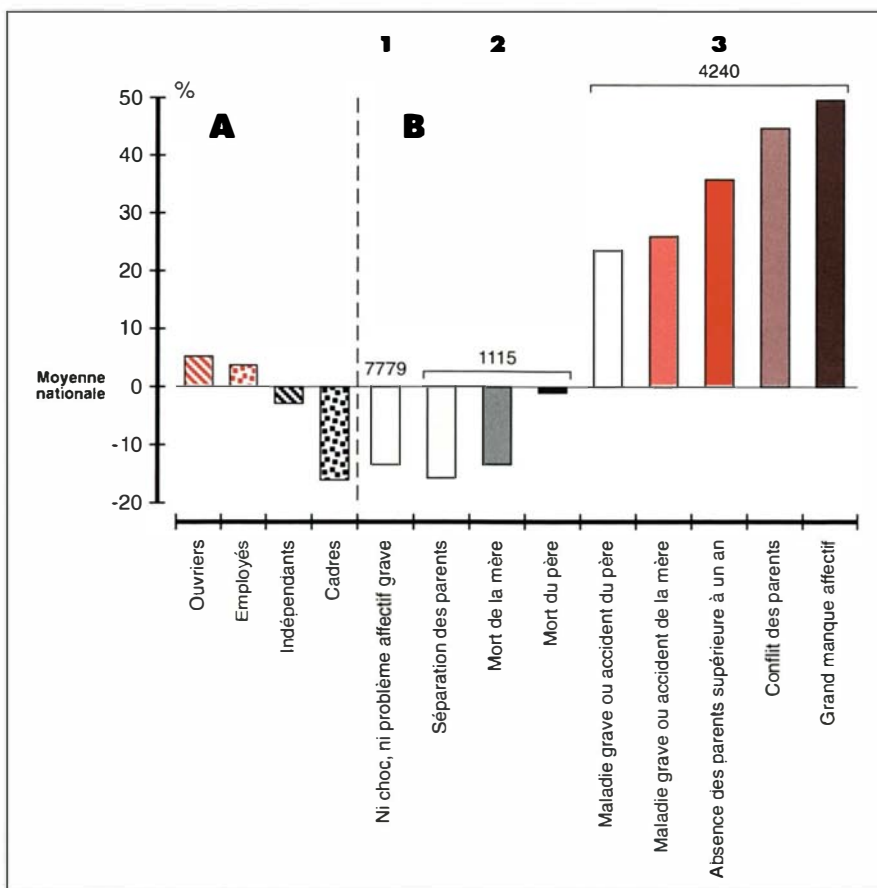 1 2 3
4240
%
50
A B
40
30
20
10
7779 1115
Moyenne
nationale
0
-10
-20
Ouvriers
Employés
Indépendants
Cadres
Ni choc, ni problème affectif grave
Séparation des parents
Mort de la mère
Mort du père
Maladie grave ou accident du père
Maladie grave ou accident de la mère
Absence des parents supérieure à un an
Conflit des parents
Grand manque affectif